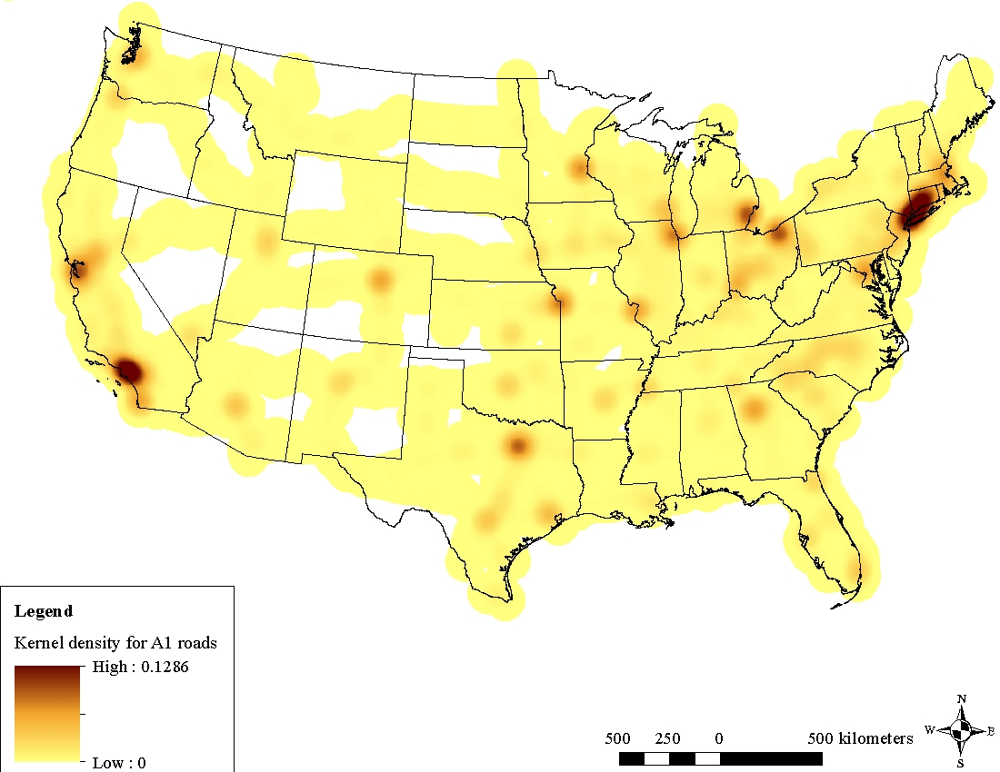 Legend
Kernel density for A1 roads
High : 0.1286
Low : 0
500 250 0 500 kilometers
N
W E
S